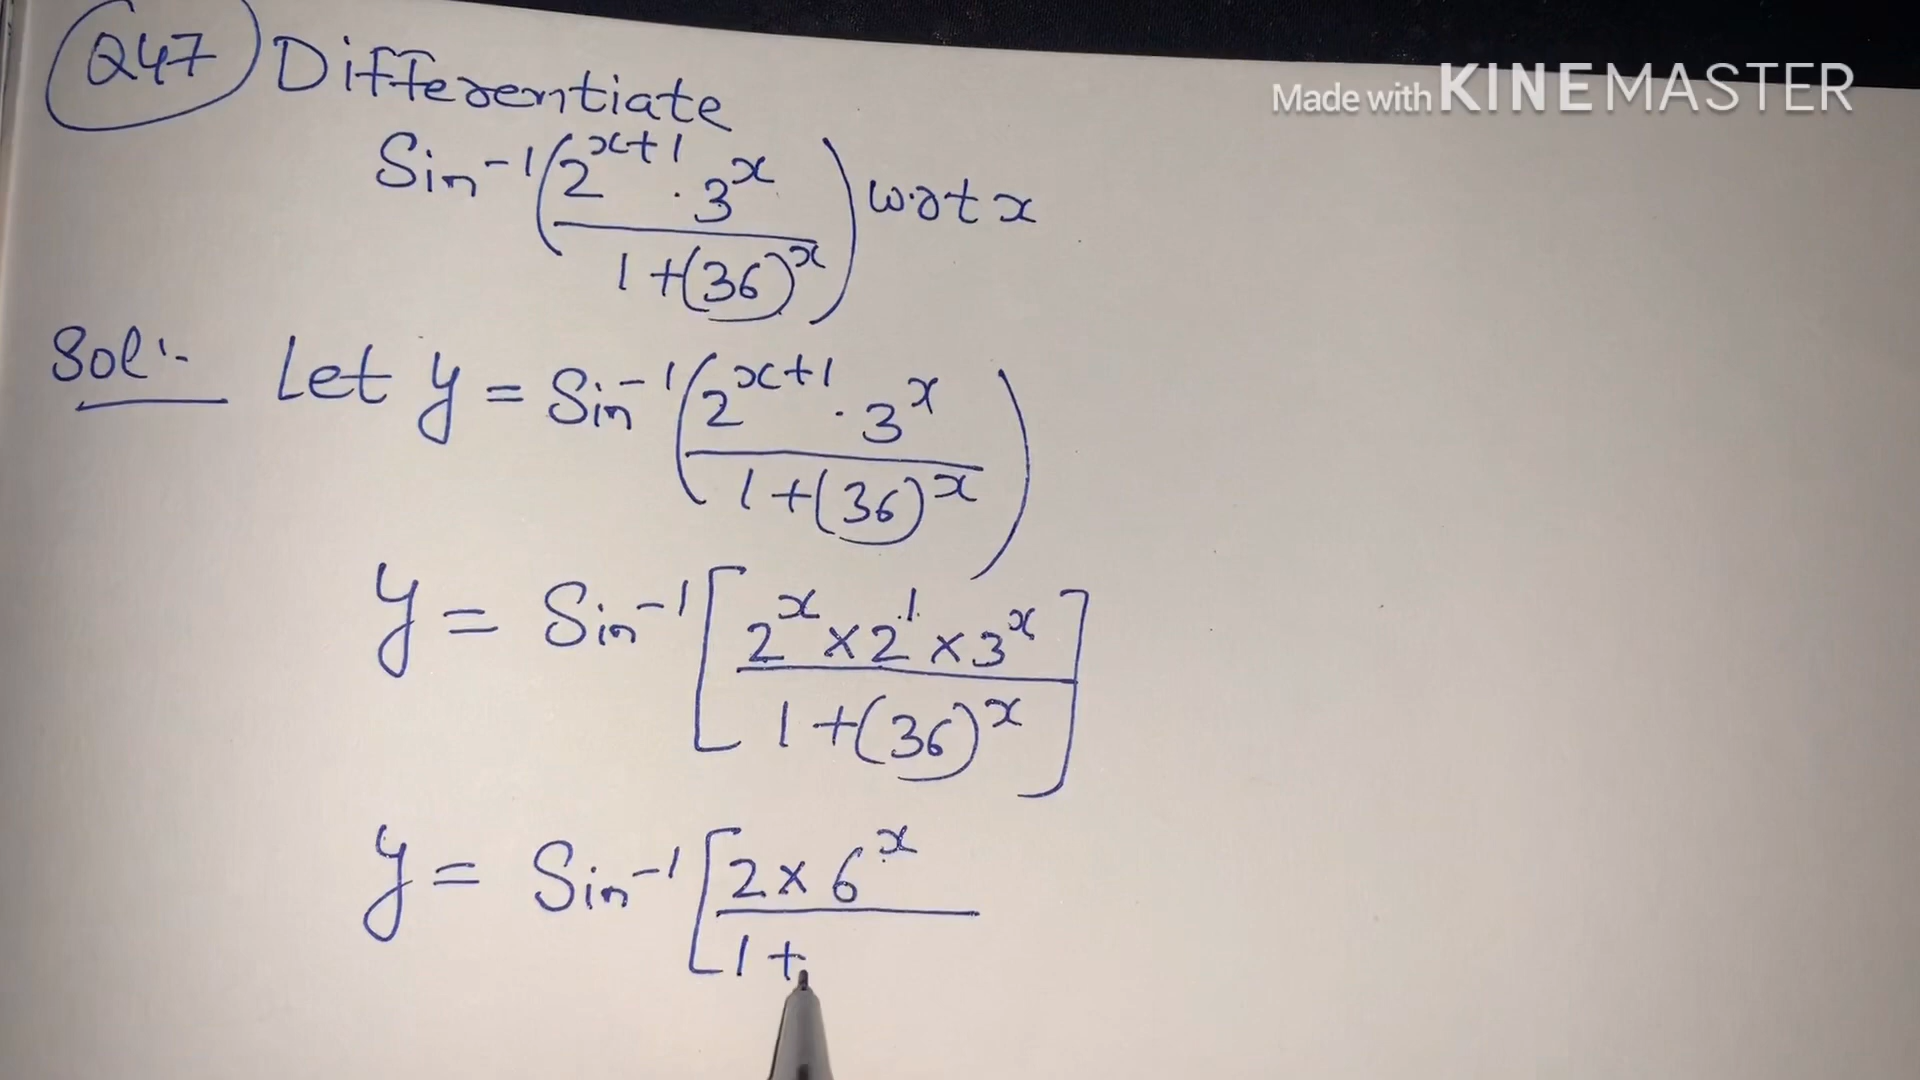 Q47 Differentiate
Made with KINEMASTER
Sin⁻¹(2^(x+1) · 3^x / 1+(36)^x) w.r.t x
Sol:- Let y = Sin⁻¹(2^(x+1) · 3^x / 1+(36)^x)
y = Sin⁻¹[2^x × 2^1 × 3^x / 1+(36)^x]
y = Sin⁻¹[2 × 6^x / 1+